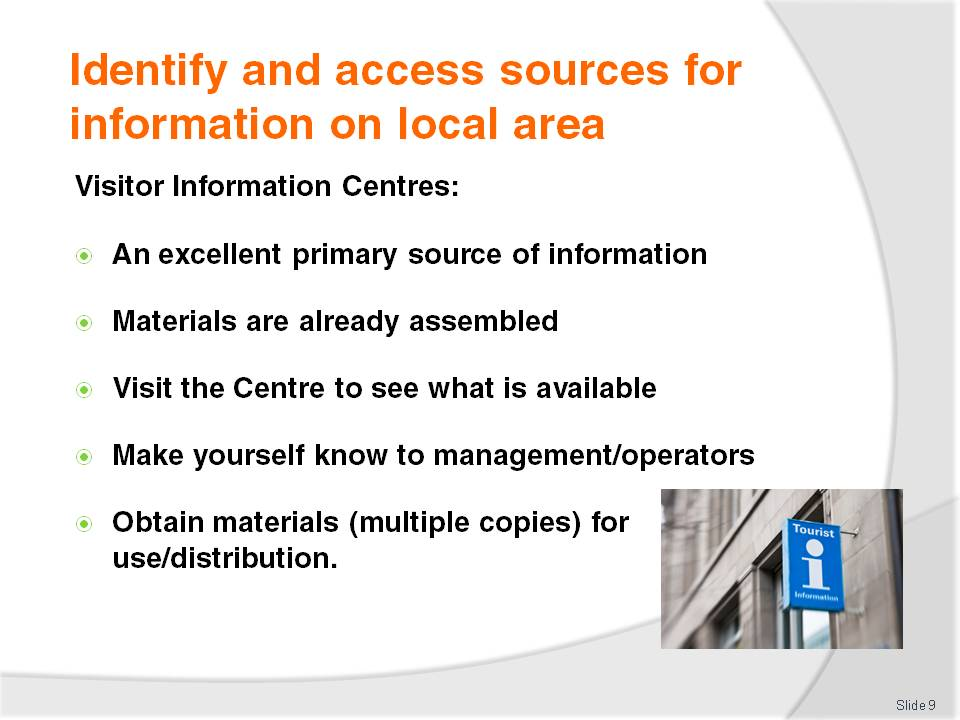 Identify and access sources for
information on local area
Visitor Information Centres:
An excellent primary source of information
Materials are already assembled
Visit the Centre to see what is available
Make yourself know to management/operators
Obtain materials (multiple copies) for
use/distribution.
Tourist
i
Information
Slide 9